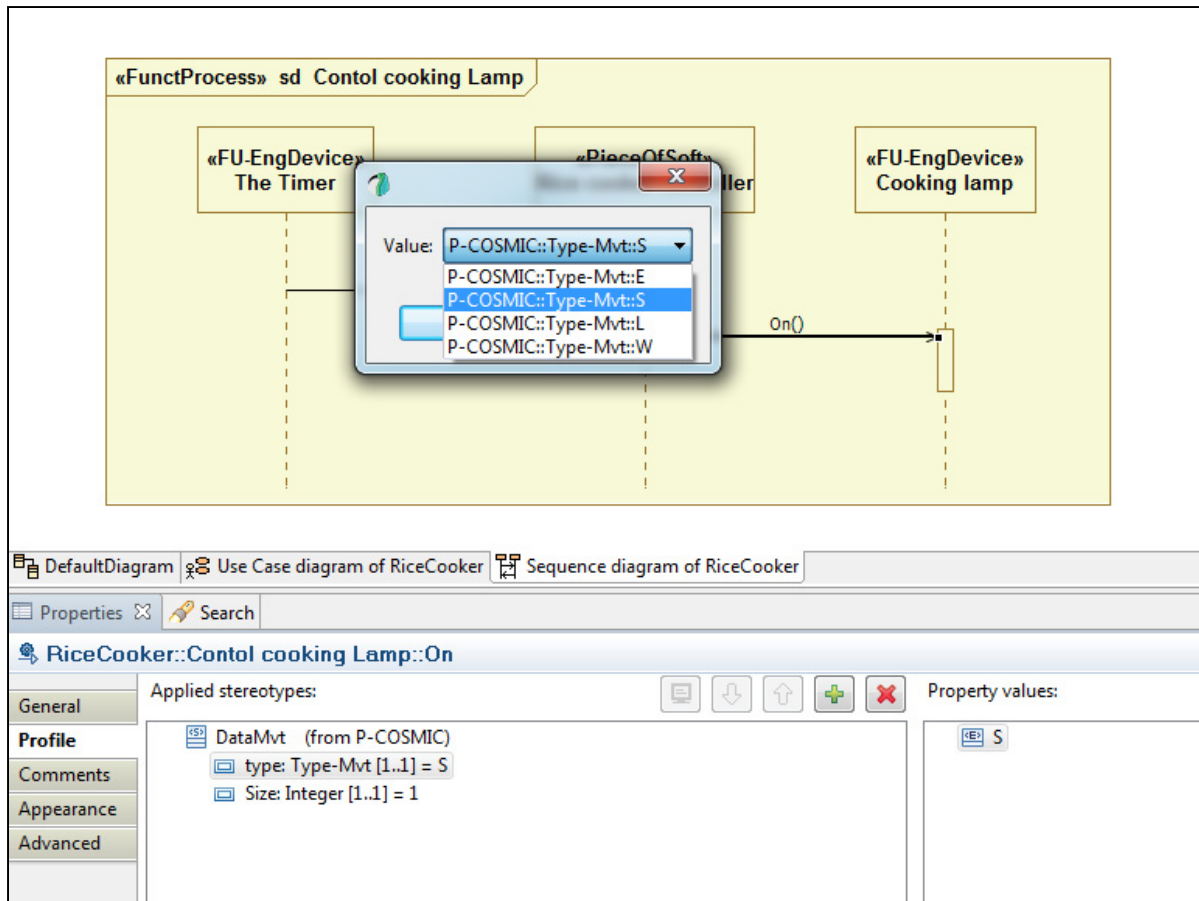 «FunctProcess» sd Contol cooking Lamp
«FU-EngDevice»
The Timer
«PieceOfSoft»
ller
«FU-EngDevice»
Cooking lamp
X
Value: P-COSMIC::Type-Mvt::S
P-COSMIC::Type-Mvt::E
P-COSMIC::Type-Mvt::S
P-COSMIC::Type-Mvt::L
P-COSMIC::Type-Mvt::W
On()
DefaultDiagram Use Case diagram of RiceCooker Sequence diagram of RiceCooker
Properties Search
RiceCooker::Contol cooking Lamp::On
General
Profile
Comments
Appearance
Advanced
Applied stereotypes:
DataMvt (from P-COSMIC)
type: Type-Mvt [1..1] = S
Size: Integer [1..1] = 1
Property values:
S